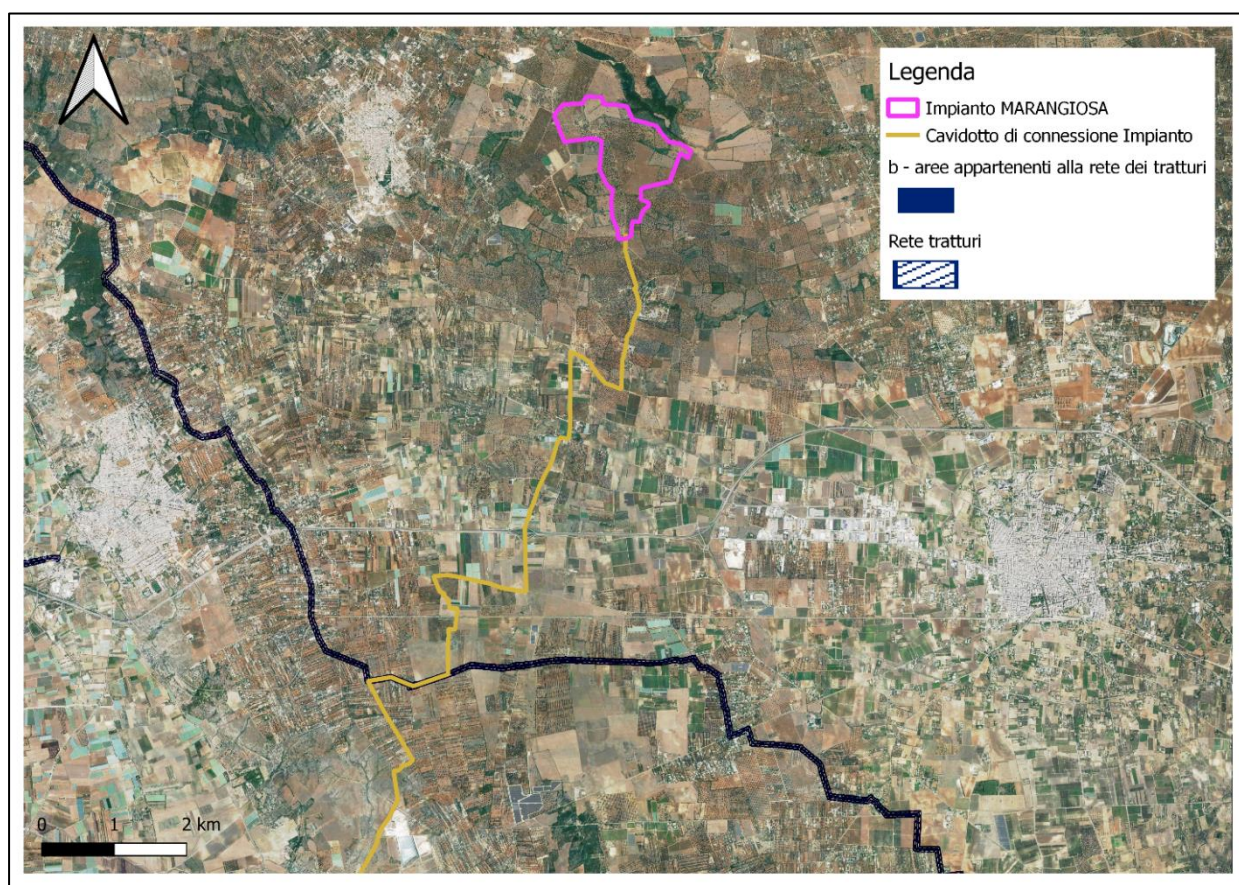 Legenda
Impianto MARANGIOSA
Cavidotto di connessione Impianto
b - aree appartenenti alla rete dei tratturi
Rete tratturi
0 1 2 km